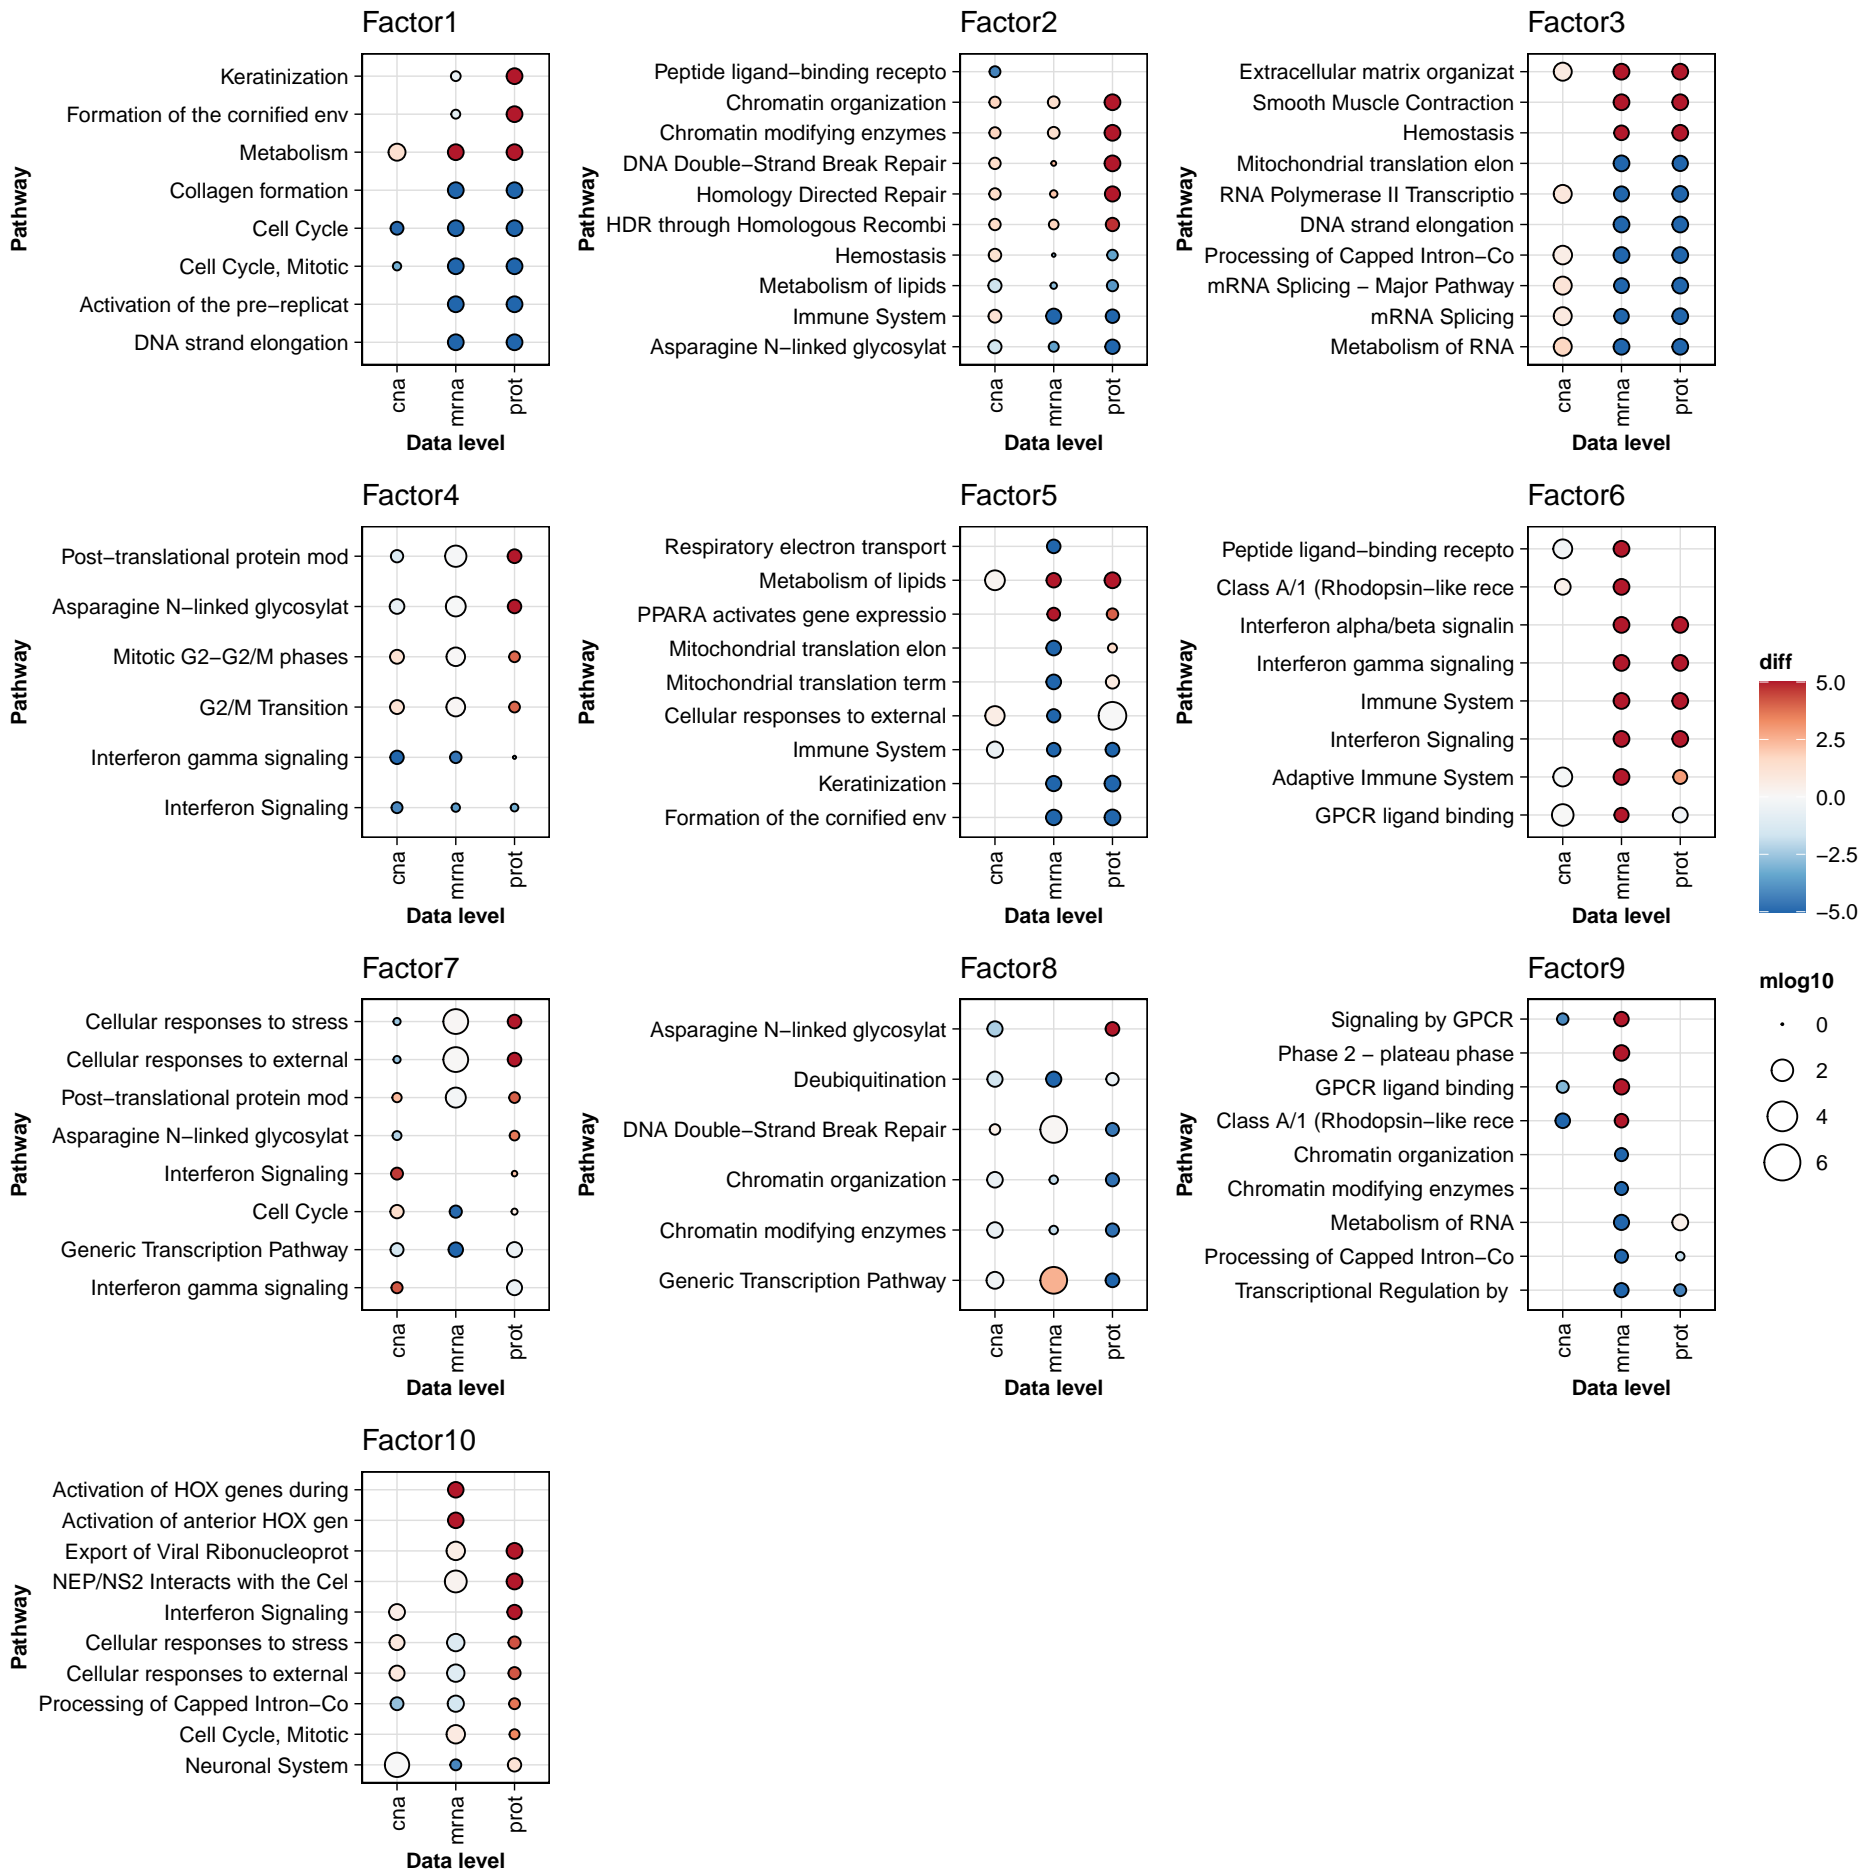 Factor1
Pathway
Keratinization
Formation of the cornified env
Metabolism
Collagen formation
Cell Cycle
Cell Cycle, Mitotic
Activation of the pre−replicat
DNA strand elongation
cna
mrna
prot
Data level
Factor2
Pathway
Peptide ligand−binding recepto
Chromatin organization
Chromatin modifying enzymes
DNA Double−Strand Break Repair
Homology Directed Repair
HDR through Homologous Recombi
Hemostasis
Metabolism of lipids
Immune System
Asparagine N−linked glycosylat
cna
mrna
prot
Data level
Factor3
Pathway
Extracellular matrix organizat
Smooth Muscle Contraction
Hemostasis
Mitochondrial translation elon
RNA Polymerase II Transcriptio
DNA strand elongation
Processing of Capped Intron−Co
mRNA Splicing − Major Pathway
mRNA Splicing
Metabolism of RNA
cna
mrna
prot
Data level
Factor4
Pathway
Post−translational protein mod
Asparagine N−linked glycosylat
Mitotic G2−G2/M phases
G2/M Transition
Interferon gamma signaling
Interferon Signaling
cna
mrna
prot
Data level
Factor5
Pathway
Respiratory electron transport
Metabolism of lipids
PPARA activates gene expressio
Mitochondrial translation elon
Mitochondrial translation term
Cellular responses to external
Immune System
Keratinization
Formation of the cornified env
cna
mrna
prot
Data level
Factor6
Pathway
Peptide ligand−binding recepto
Class A/1 (Rhodopsin−like rece
Interferon alpha/beta signalin
Interferon gamma signaling
Immune System
Interferon Signaling
Adaptive Immune System
GPCR ligand binding
cna
mrna
prot
Data level
diff
5.0
2.5
0.0
−2.5
−5.0
mlog10
0
2
4
6
Factor7
Pathway
Cellular responses to stress
Cellular responses to external
Post−translational protein mod
Asparagine N−linked glycosylat
Interferon Signaling
Cell Cycle
Generic Transcription Pathway
Interferon gamma signaling
cna
mrna
prot
Data level
Factor8
Pathway
Asparagine N−linked glycosylat
Deubiquitination
DNA Double−Strand Break Repair
Chromatin organization
Chromatin modifying enzymes
Generic Transcription Pathway
cna
mrna
prot
Data level
Factor9
Pathway
Signaling by GPCR
Phase 2 − plateau phase
GPCR ligand binding
Class A/1 (Rhodopsin−like rece
Chromatin organization
Chromatin modifying enzymes
Metabolism of RNA
Processing of Capped Intron−Co
Transcriptional Regulation by
cna
mrna
prot
Data level
Factor10
Pathway
Activation of HOX genes during
Activation of anterior HOX gen
Export of Viral Ribonucleoprot
NEP/NS2 Interacts with the Cel
Interferon Signaling
Cellular responses to stress
Cellular responses to external
Processing of Capped Intron−Co
Cell Cycle, Mitotic
Neuronal System
cna
mrna
prot
Data level